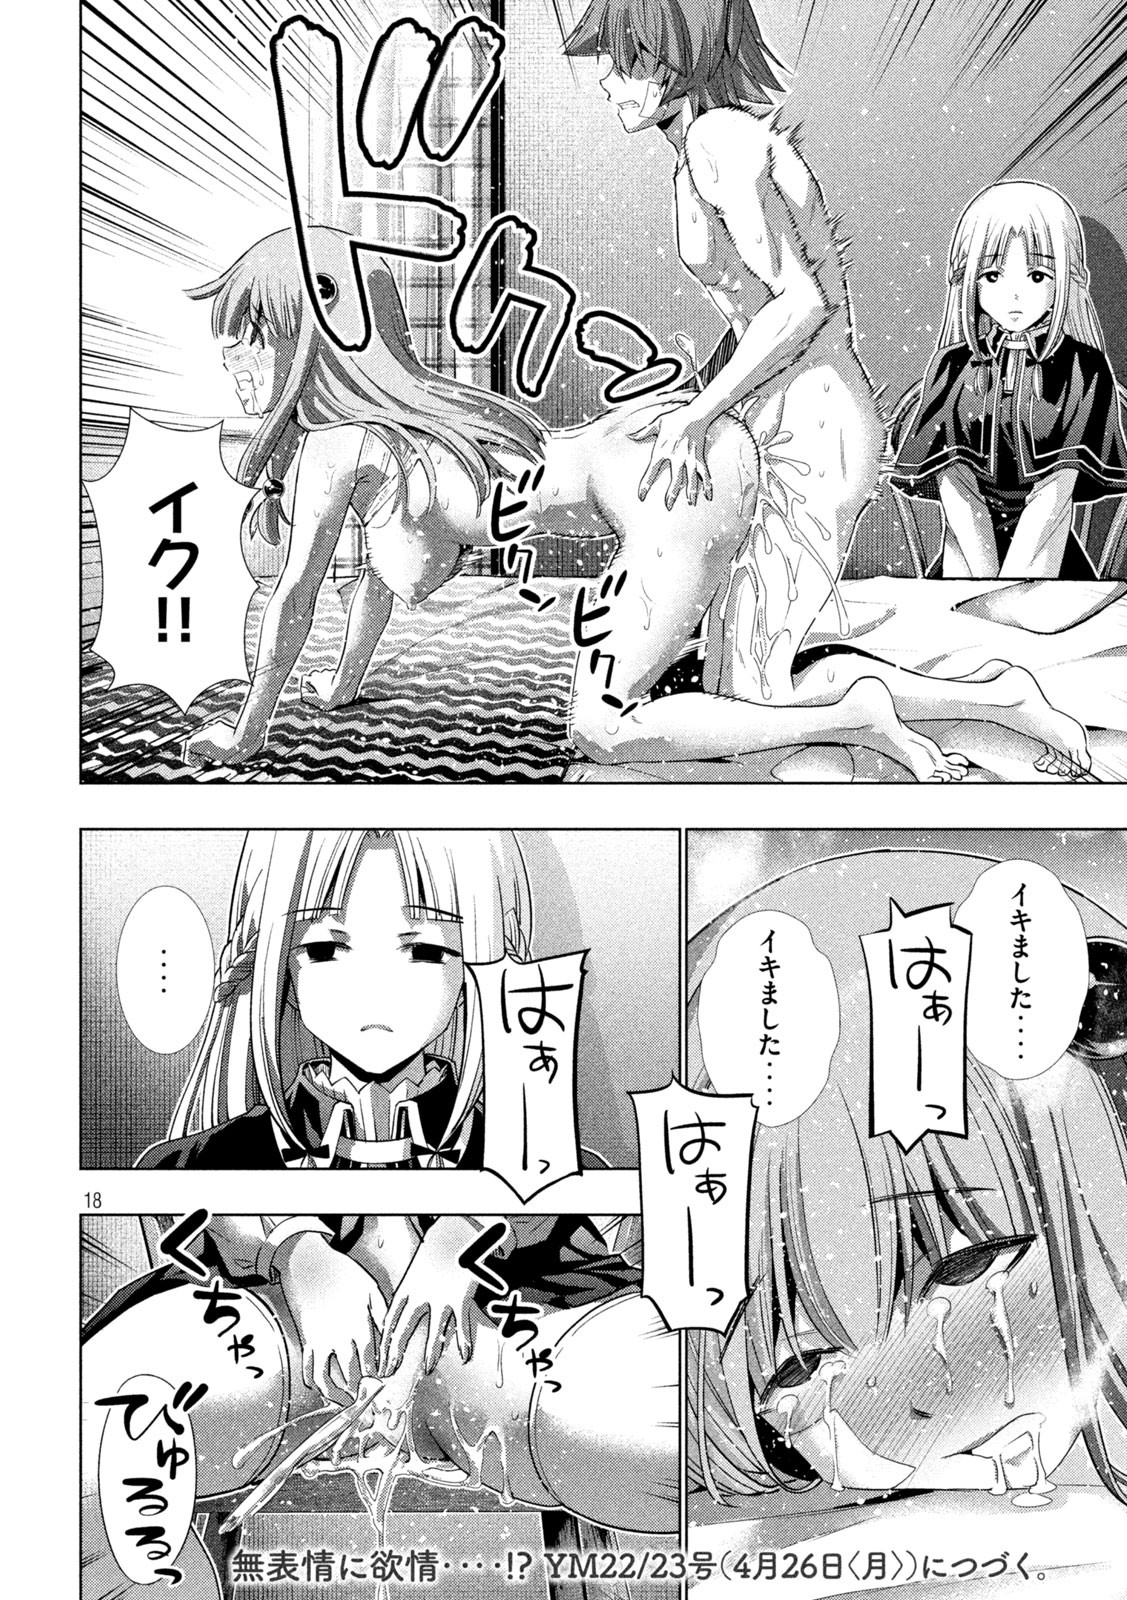 ドクン
イク!!
ビクン
ビクン
イキました‥‥
はぁーっ
イキました‥‥
はぁーっ
‥‥
はぁーっ
18
くちゃっ
くちゃっ
びゅるるっ
無表情に欲情‥‥!? YM22/23号(4月26日〈月〉)につづく。